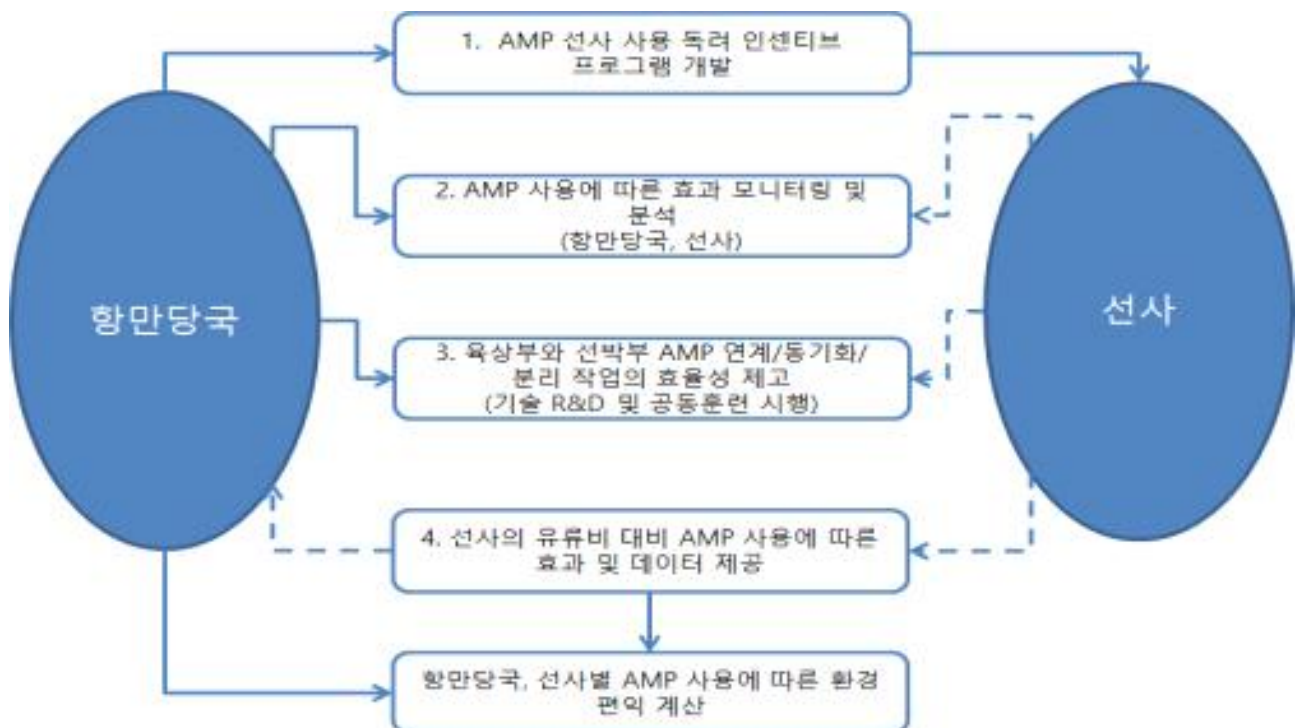 1. AMP 선사 사용 독려 인센티브
프로그램 개발
2. AMP 사용에 따른 효과 모니터링 및
분석
(항만당국, 선사)
항만당국
선사
3. 육상부와 선박부 AMP 연계/동기화/
분리 작업의 효율성 제고
(기술 R&D 및 공동훈련 시행)
4. 선사의 유류비 대비 AMP 사용에 따른
효과 및 데이터 제공
항만당국, 선사별 AMP 사용에 따른 환경
편익 계산